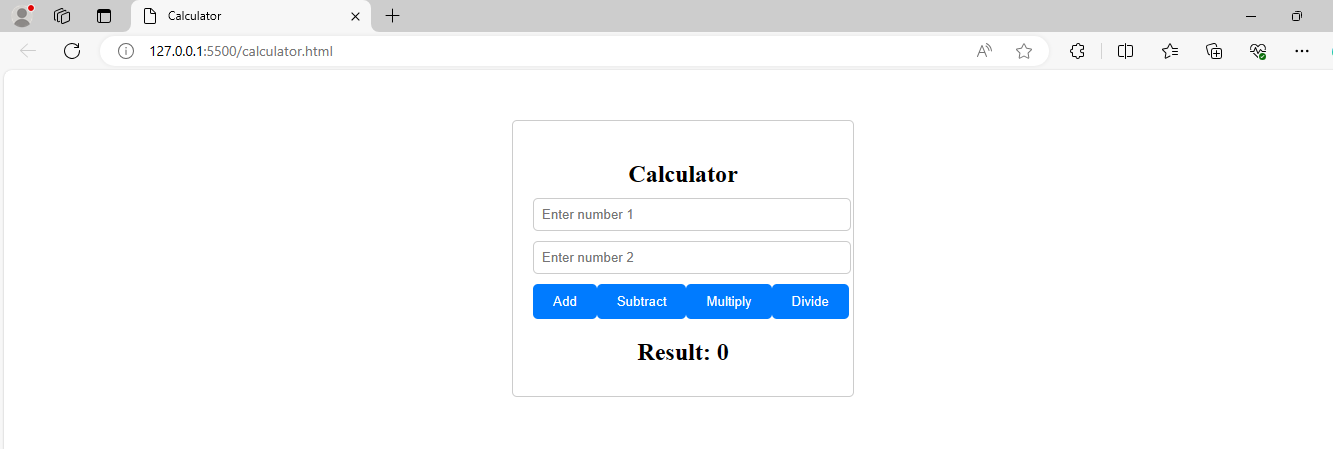 Calculator
127.0.0.1:5500/calculator.html
Calculator
Enter number 1
Enter number 2
Add Subtract Multiply Divide
Result: 0